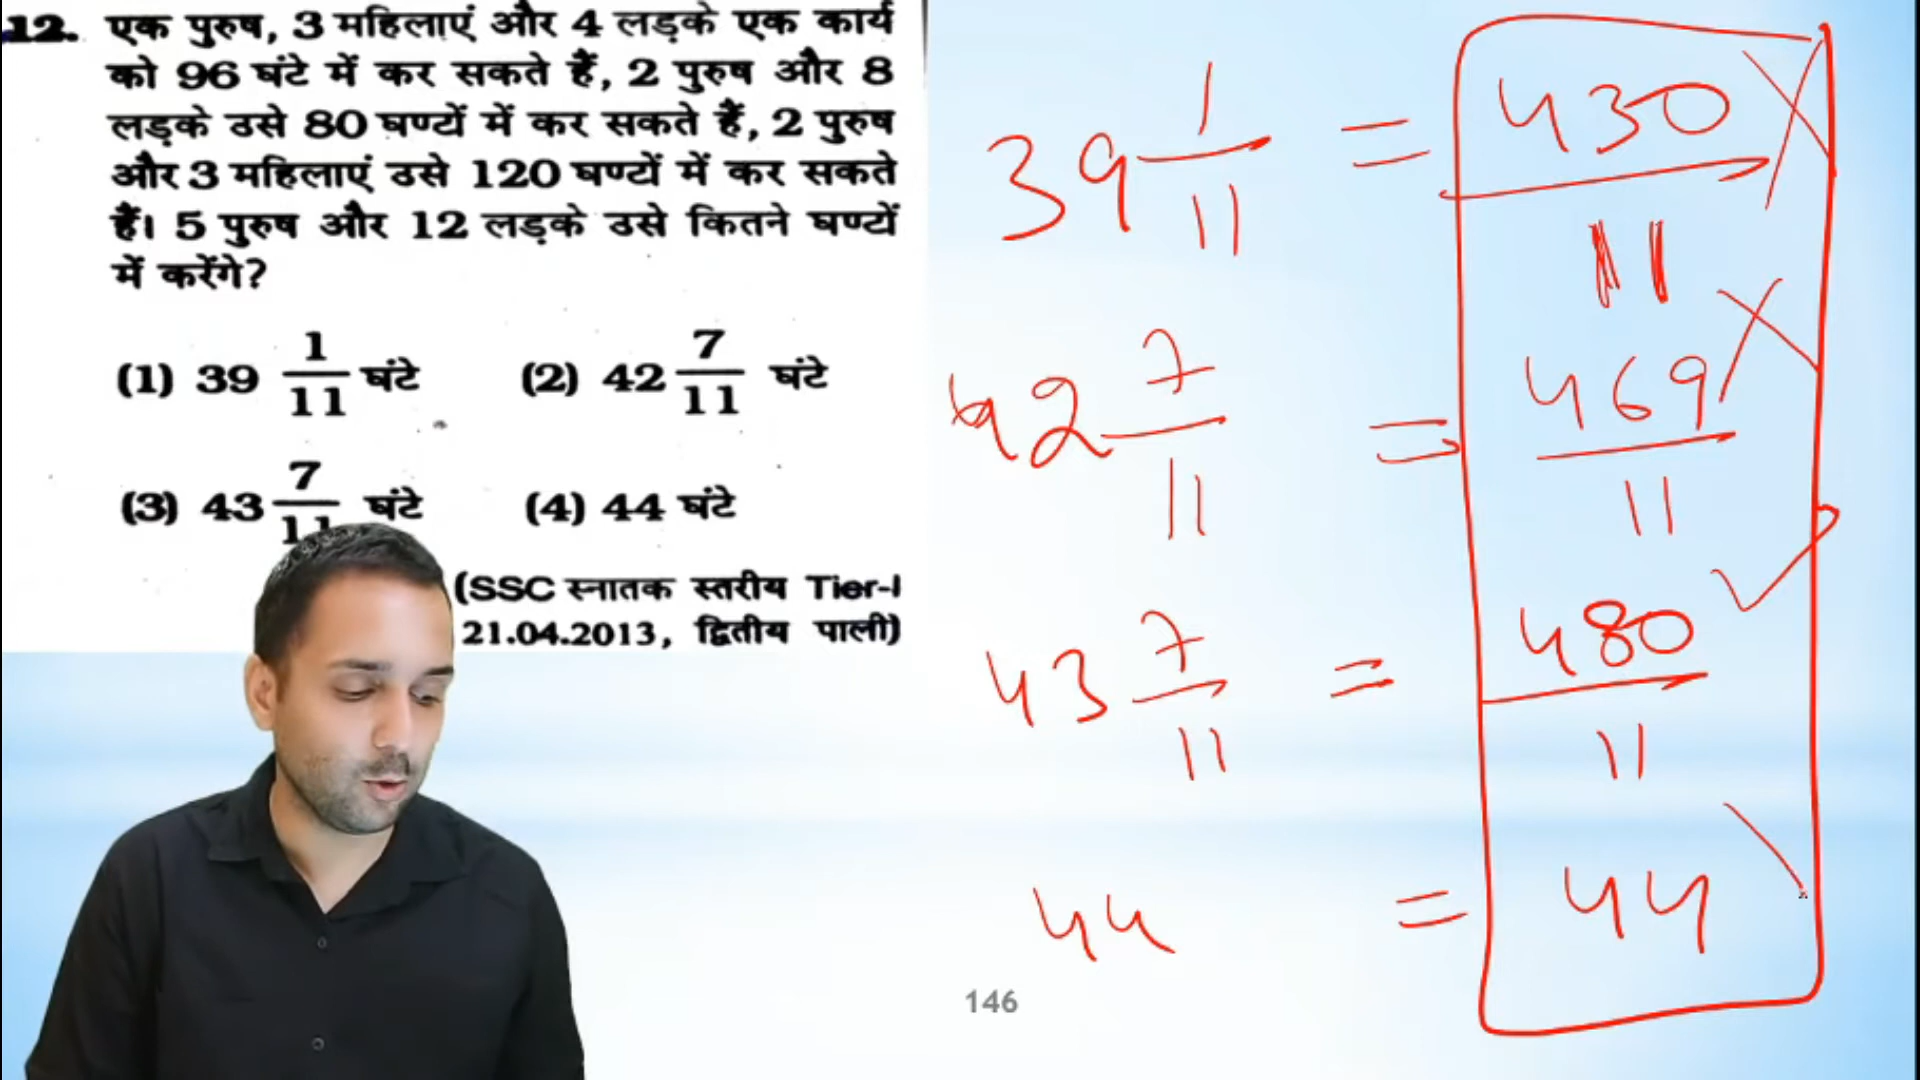 12. एक पुरुष, 3 महिलाएं और 4 लड़के एक कार्य
को 96 घंटे में कर सकते हैं, 2 पुरुष और 8
लड़के उसे 80 घण्टों में कर सकते हैं, 2 पुरुष
और 3 महिलाएं उसे 120 घण्टों में कर सकते
हैं। 5 पुरुष और 12 लड़के उसे कितने घण्टों
में करेंगे?
(1) 39 1/11 घंटे (2) 42 7/11 घंटे
(3) 43 7/11 घंटे (4) 44 घंटे
(SSC स्नातक स्तरीय Tier-I
21.04.2013, द्वितीय पाली)
39 1/11 = 430/11
42 7/11 = 469/11
43 7/11 = 480/11
44 = 44
146